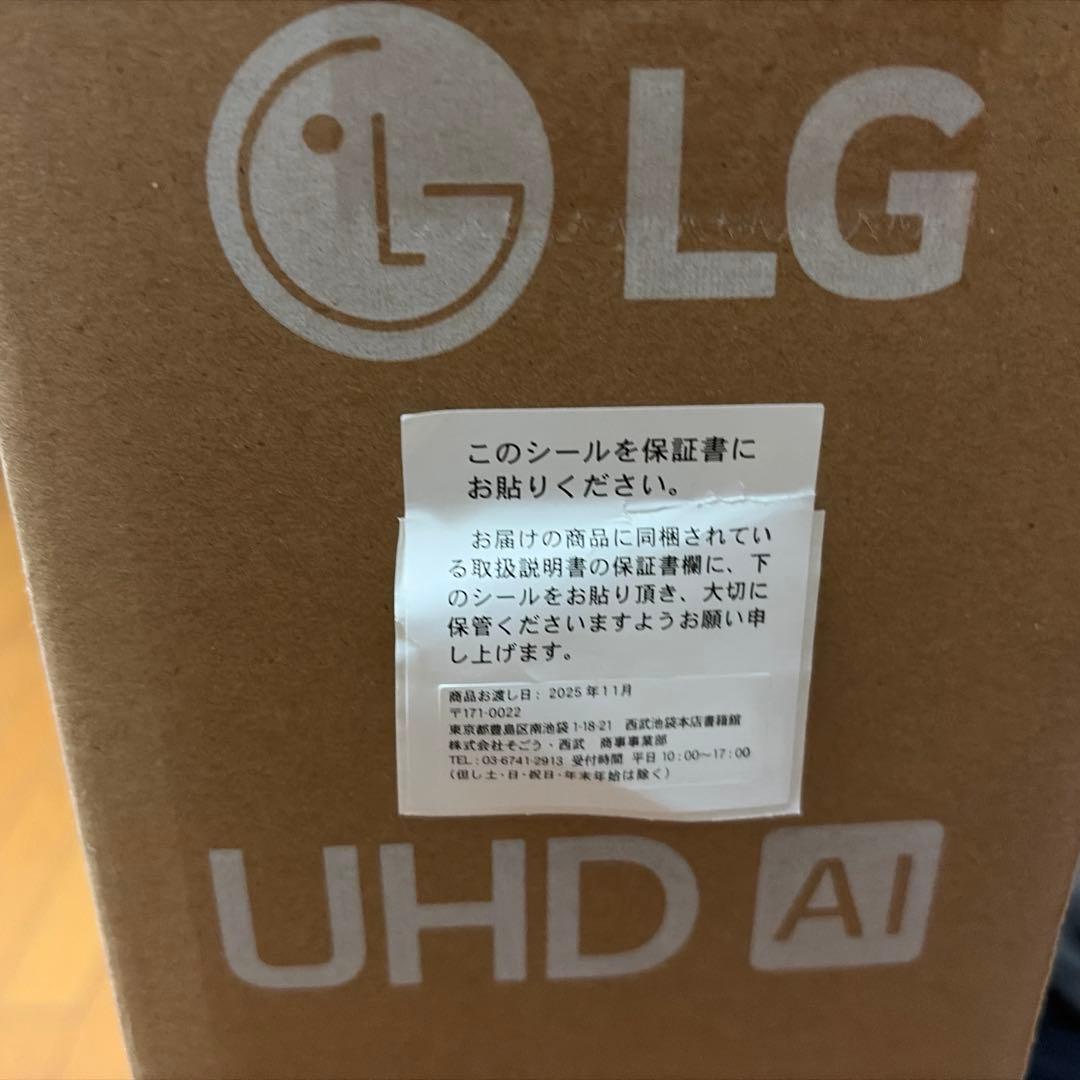 LG
このシールを保証書に
お貼りください。
お届けの商品に同梱されてい
る取扱説明書の保証書欄に、下
のシールをお貼り頂き、大切に
保管くださいますようお願い申
し上げます。
商品お渡し日: 2025年11月
〒171-0022
東京都豊島区南池袋1-18-21 西武池袋本店書籍館
株式会社そごう・西武 商事事業部
TEL:03-6741-2913 受付時間 平日10:00～17:00
(但し土・日・祝日・年末年始は除く)
UHD AI